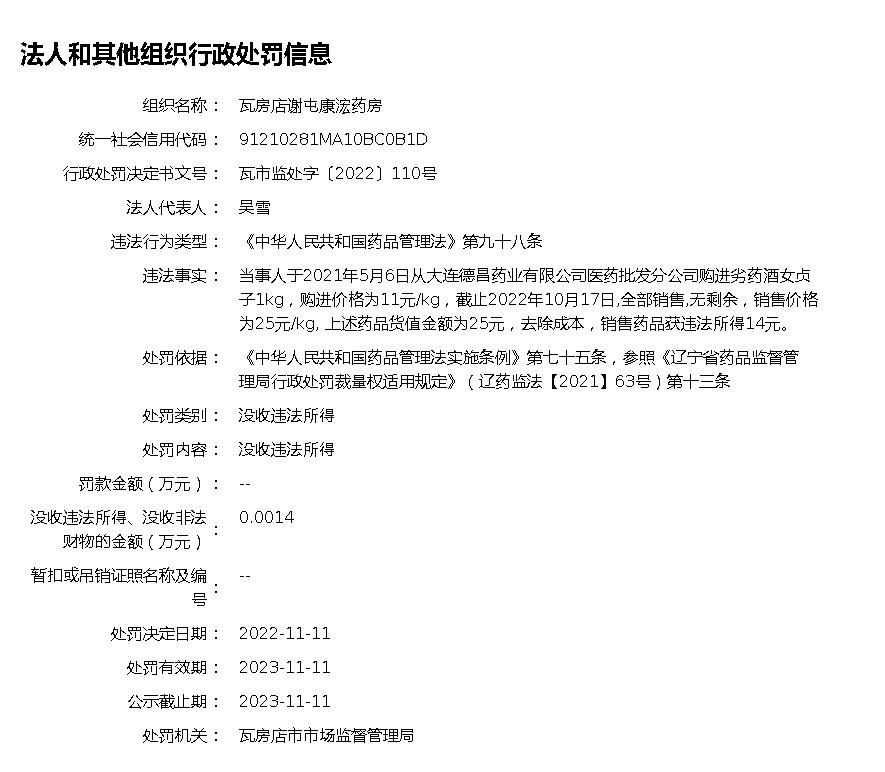 法人和其他组织行政处罚信息
组织名称： 瓦房店谢屯康浤药房
统一社会信用代码： 91210281MA10BC0B1D
行政处罚决定书文号： 瓦市监处字〔2022〕110号
法人代表人： 吴雪
违法行为类型： 《中华人民共和国药品管理法》第九十八条
违法事实： 当事人于2021年5月6日从大连德昌药业有限公司医药批发分公司购进劣药酒女贞
子1kg，购进价格为11元/kg，截止2022年10月17日,全部销售,无剩余，销售价格
为25元/kg, 上述药品货值金额为25元，去除成本，销售药品获违法所得14元。
处罚依据： 《中华人民共和国药品管理法实施条例》第七十五条，参照《辽宁省药品监督管
理局行政处罚裁量权适用规定》（辽药监法【2021】63号）第十三条
处罚类别： 没收违法所得
处罚内容： 没收违法所得
罚款金额（万元）： --
没收违法所得、没收非法
财物的金额（万元）： 0.0014
暂扣或吊销证照名称及编
号： --
处罚决定日期： 2022-11-11
处罚有效期： 2023-11-11
公示截止期： 2023-11-11
处罚机关： 瓦房店市市场监督管理局